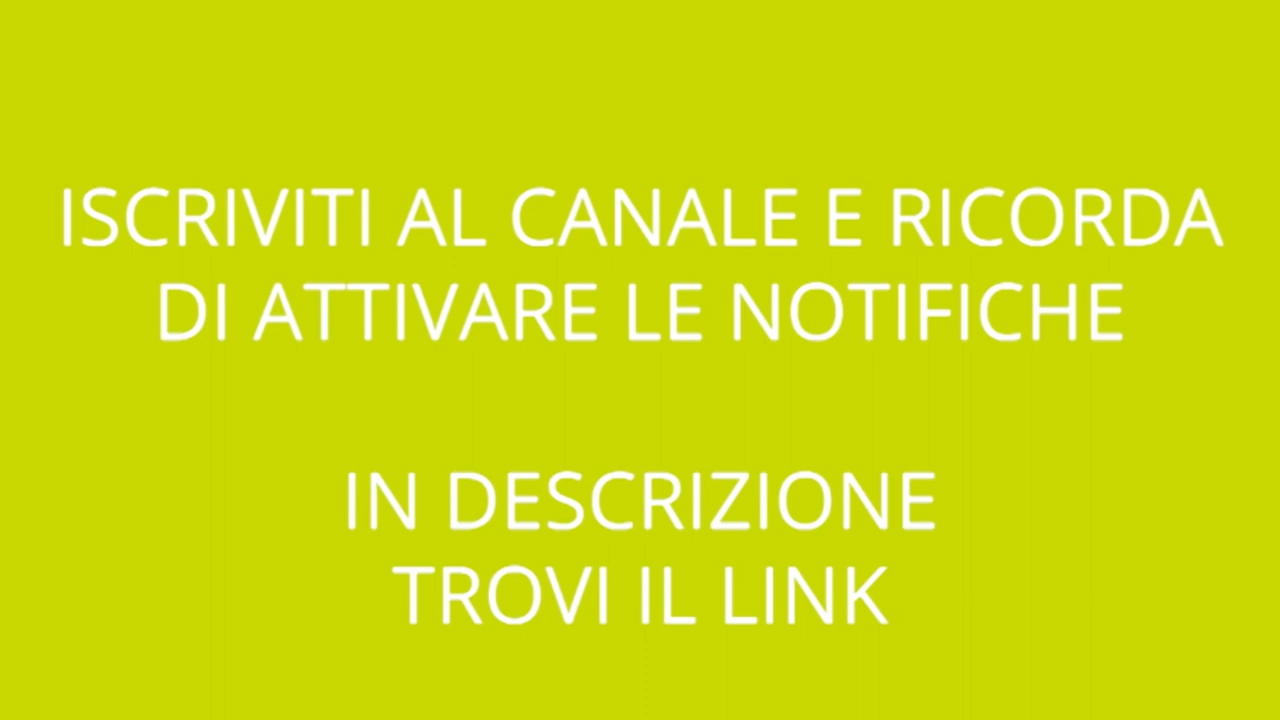 ISCRIVITI AL CANALE E RICORDA
DI ATTIVARE LE NOTIFICHE
IN DESCRIZIONE
TROVI IL LINK